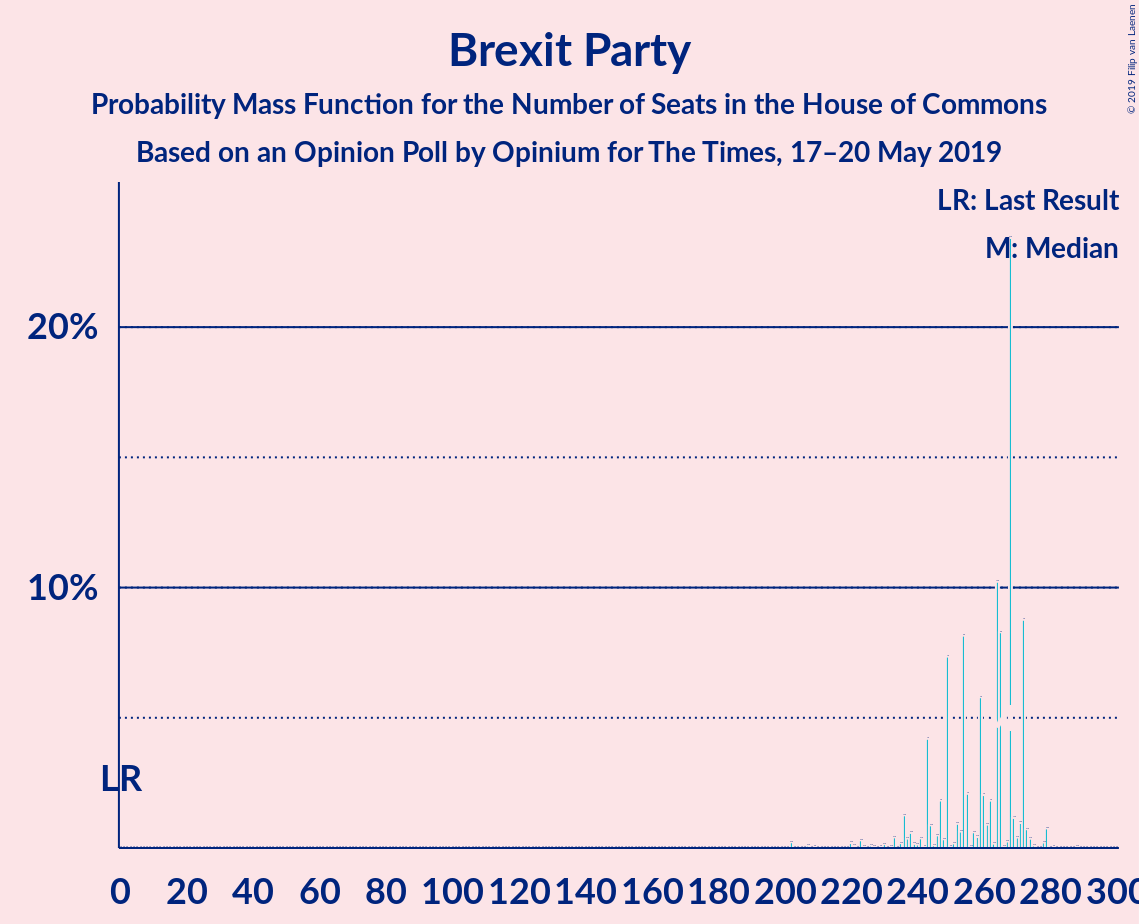 Brexit Party
Probability Mass Function for the Number of Seats in the House of Commons
Based on an Opinion Poll by Opinium for The Times, 17–20 May 2019
© 2019 Filip van Laenen
LR: Last Result
M: Median
20%
10%
LR
0 20 40 60 80 100 120 140 160 180 200 220 240 260 280 300